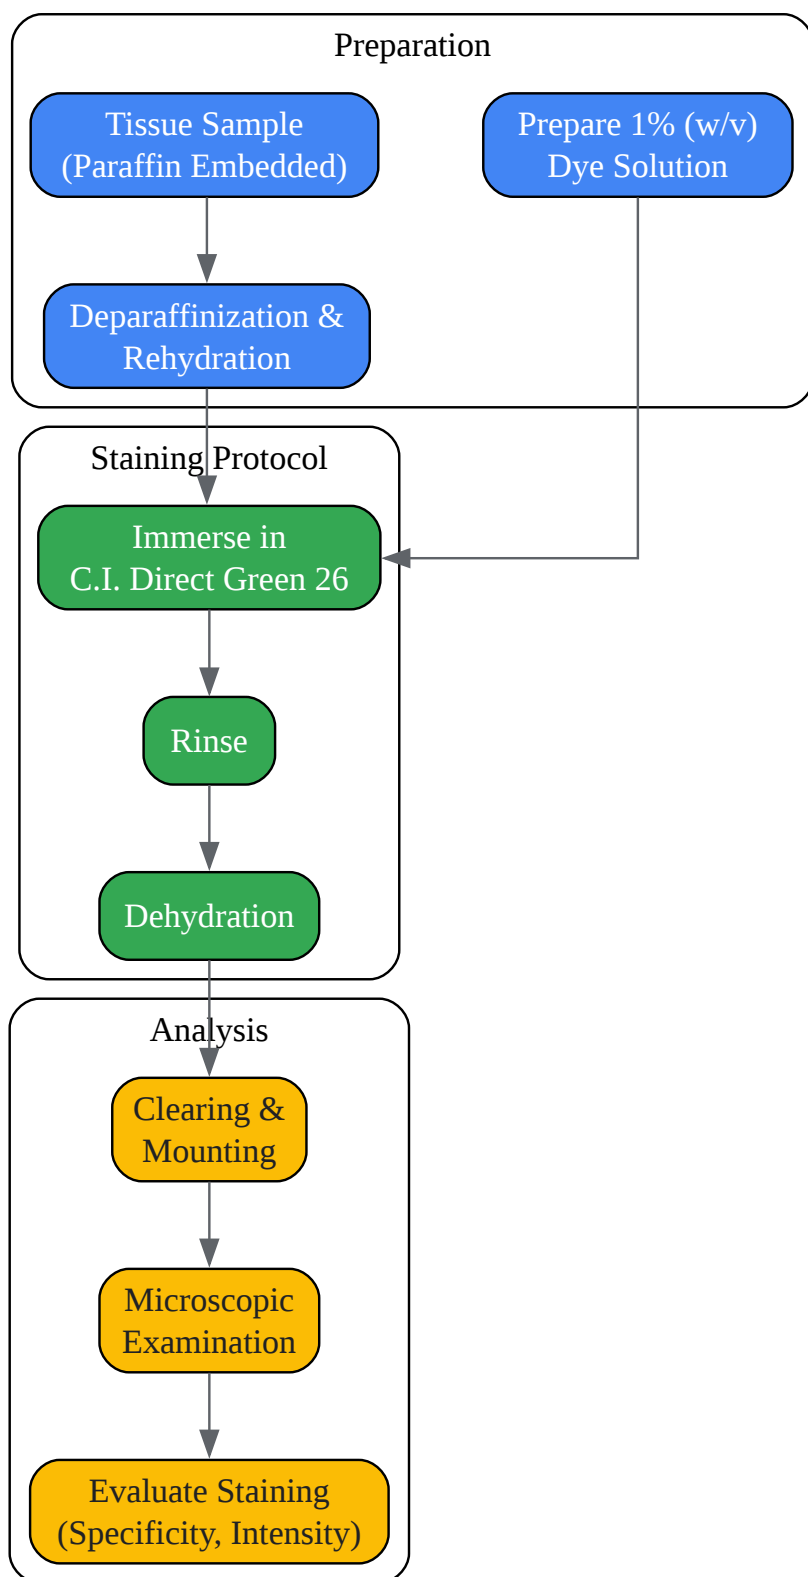 Preparation
Tissue Sample
(Paraffin Embedded)
Prepare 1% (w/v)
Dye Solution
Deparaffinization &
Rehydration
Staining Protocol
Immerse in
C.I. Direct Green 26
Rinse
Dehydration
Analysis
Clearing &
Mounting
Microscopic
Examination
Evaluate Staining
(Specificity, Intensity)